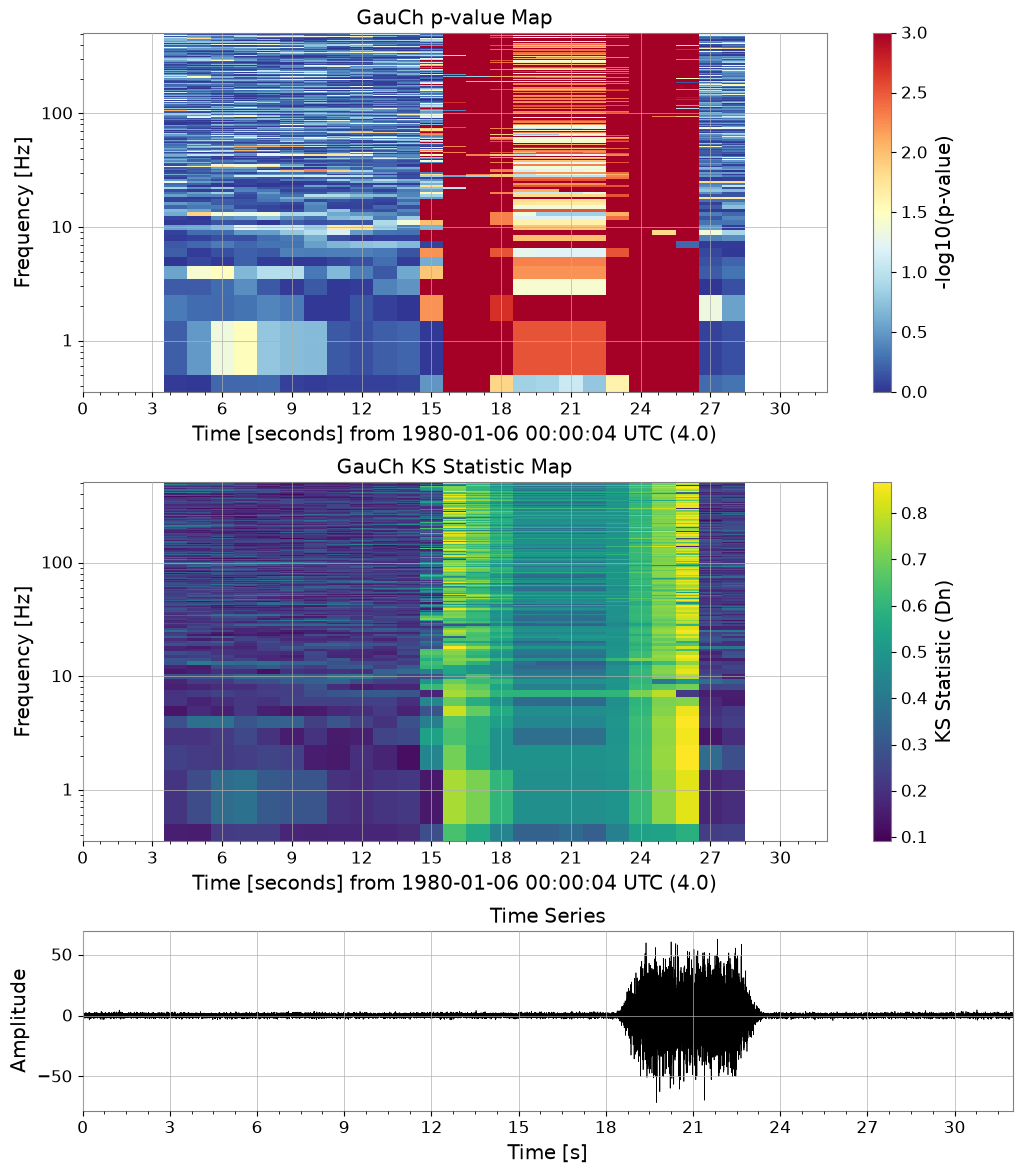 GauCh p-value Map
Frequency [Hz]
100
10
1
0 3 6 9 12 15 18 21 24 27 30
Time [seconds] from 1980-01-06 00:00:04 UTC (4.0)
3.0
2.5
2.0
1.5
1.0
0.5
0.0
-log10(p-value)
GauCh KS Statistic Map
Frequency [Hz]
100
10
1
0 3 6 9 12 15 18 21 24 27 30
Time [seconds] from 1980-01-06 00:00:04 UTC (4.0)
0.8
0.7
0.6
0.5
0.4
0.3
0.2
0.1
KS Statistic (Dn)
Time Series
Amplitude
50
0
−50
0 3 6 9 12 15 18 21 24 27 30
Time [s]